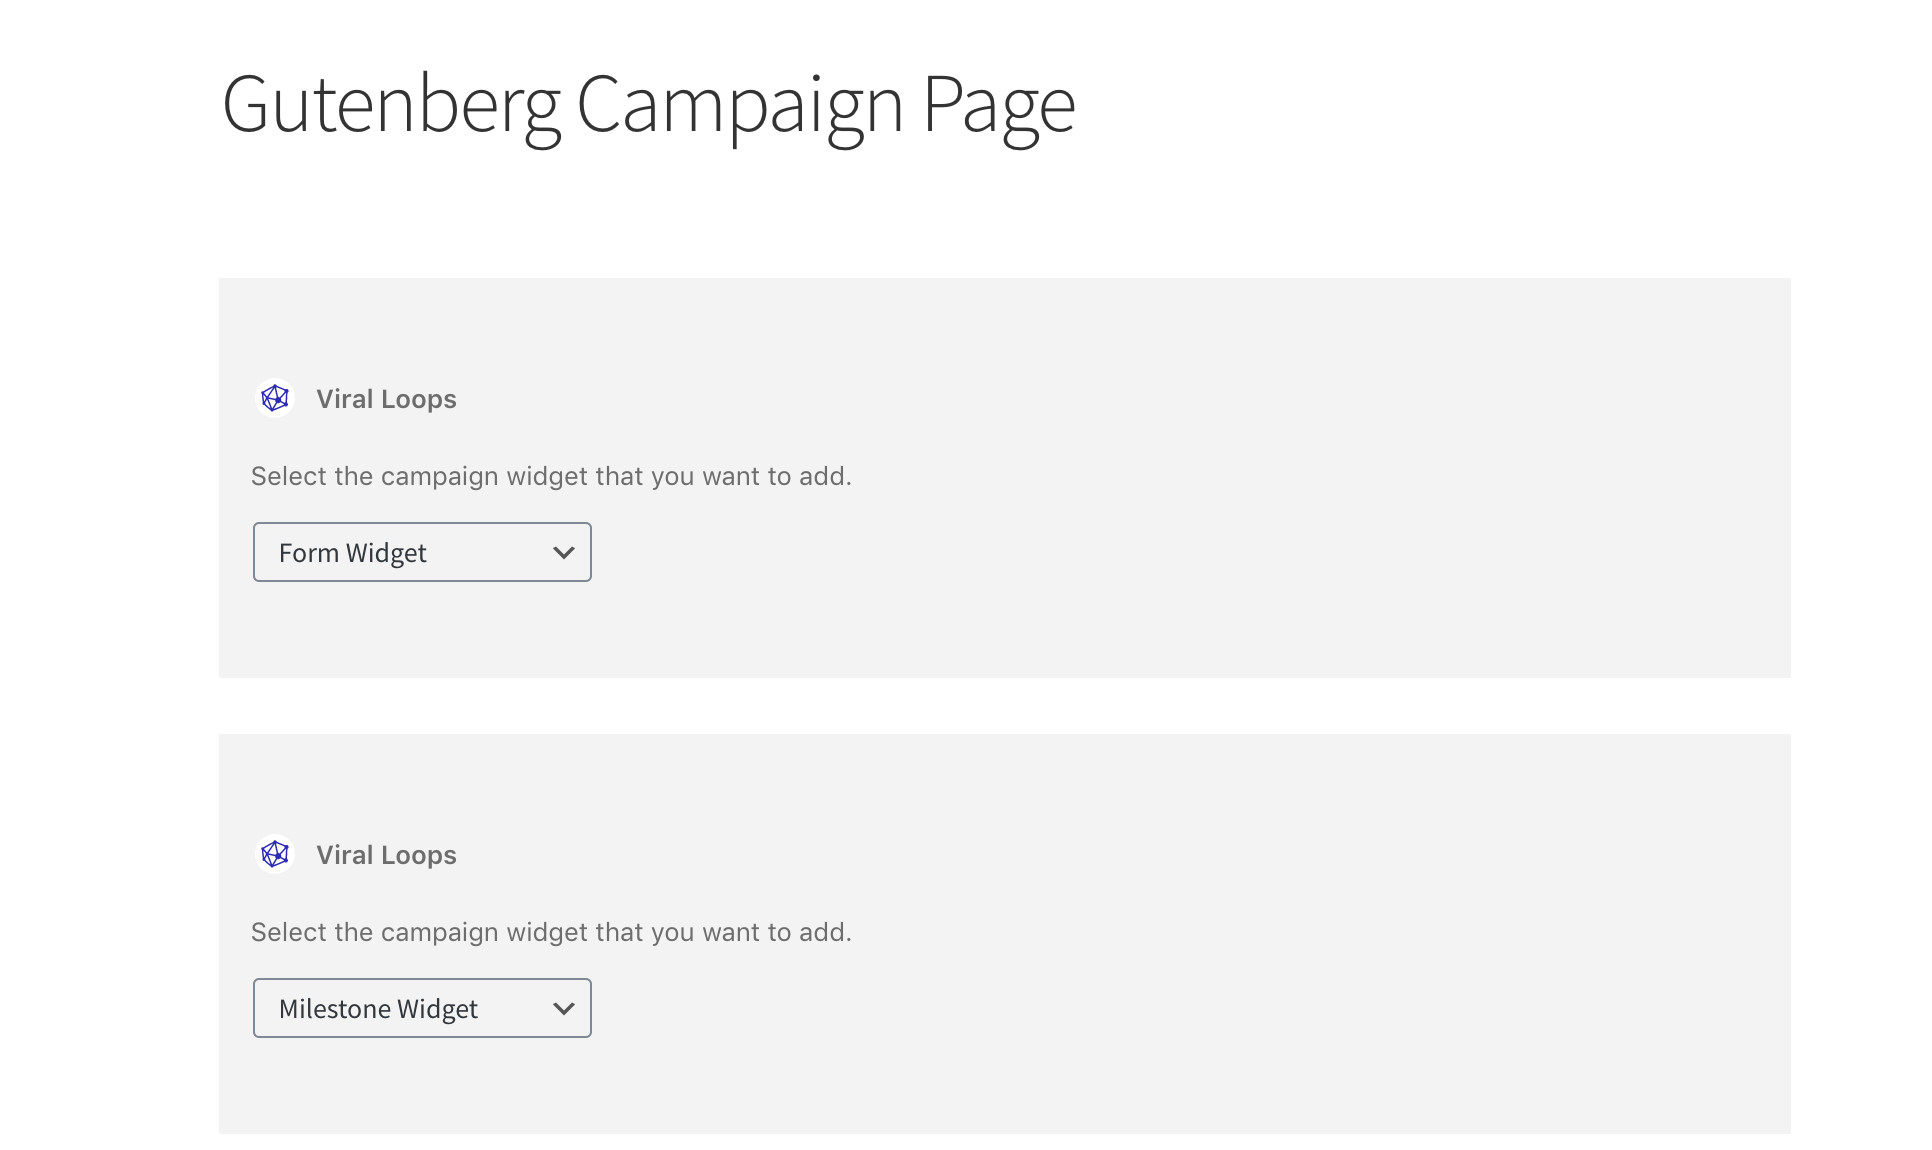 Gutenberg Campaign Page
Viral Loops
Select the campaign widget that you want to add.
Form Widget
Viral Loops
Select the campaign widget that you want to add.
Milestone Widget